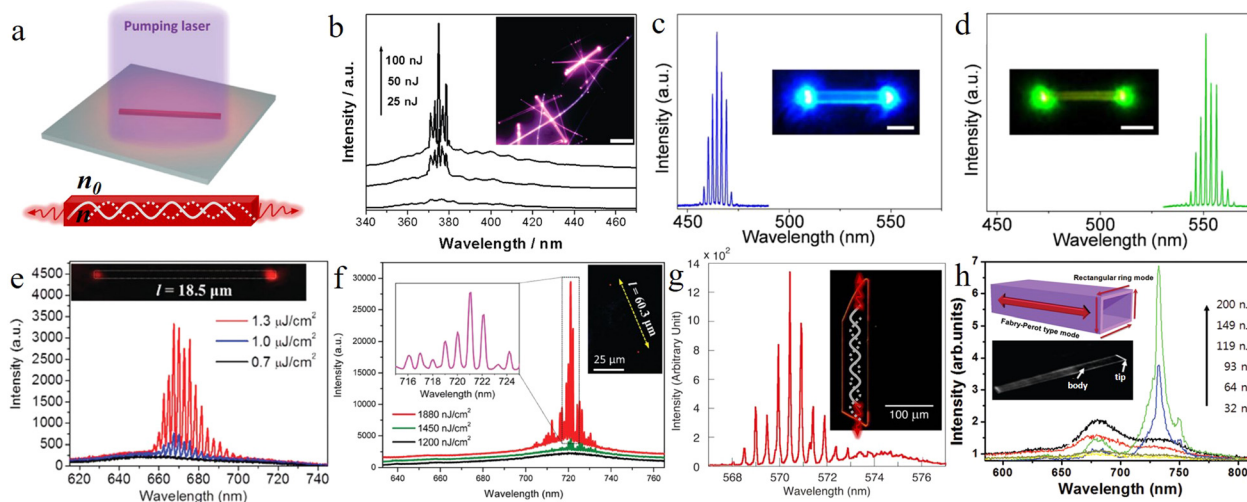 a
Pumping laser
n0
n
b
Intensity / a.u.
100 nJ
50 nJ
25 nJ
340 360 380 400 420 440 460
Wavelength / nm
c
Intensity (a.u.)
450 500 550
Wavelength (nm)
d
Intensity (a.u.)
450 500 550
Wavelength (nm)
e
Intensity (a.u.)
4500
4000
3500
3000
2500
2000
1500
1000
500
0
l = 18.5 μm
1.3 μJ/cm²
1.0 μJ/cm²
0.7 μJ/cm²
620 640 660 680 700 720 740
Wavelength (nm)
f
Intensity (a.u.)
35000
30000
25000
20000
15000
10000
5000
0
716 718 720 722 724
Wavelength (nm)
l = 60.3 μm
25 μm
1880 nJ/cm²
1450 nJ/cm²
1200 nJ/cm²
640 660 680 700 720 740 760
Wavelength (nm)
g
Intensity (Arbitrary Unit)
14 × 10²
12
10
8
6
4
2
0
100 μm
568 570 572 574 576
Wavelength (nm)
h
Intensity (arb.units)
7
6
5
4
3
2
1
Rectangular ring mode
Fabry-Perot type mode
body
tip
200 n
149 n
119 n
93 n
64 n
32 n
600 650 700 750 800
Wavelength (nm)